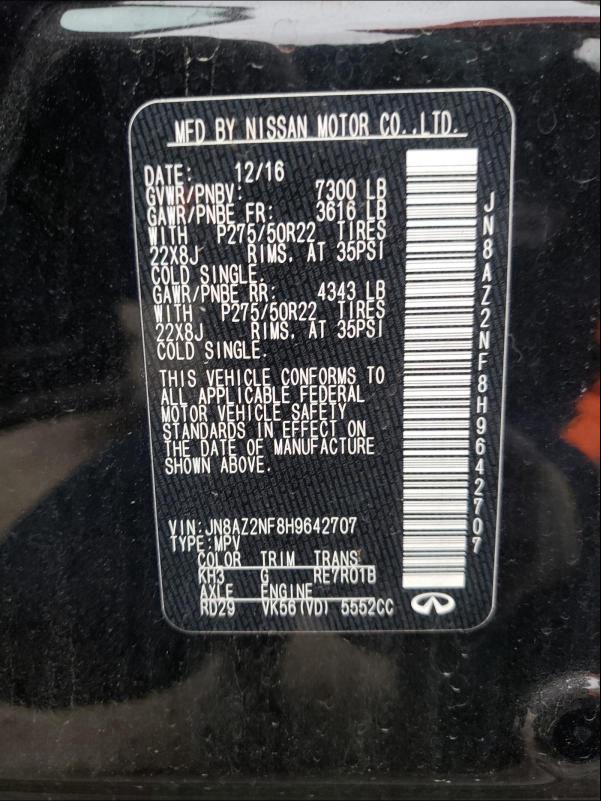 MFD BY NISSAN MOTOR CO.,LTD.
DATE: 12/16
GVWR/PNBV: 7300 LB
GAWR/PNBE FR: 3616 LB
WITH P275/50R22 TIRES
22X8J RIMS, AT 35PSI
COLD SINGLE.
GAWR/PNBE RR: 4343 LB
WITH P275/50R22 TIRES
22X8J RIMS, AT 35PSI
COLD SINGLE.
THIS VEHICLE CONFORMS TO
ALL APPLICABLE FEDERAL
MOTOR VEHICLE SAFETY
STANDARDS IN EFFECT ON
THE DATE OF MANUFACTURE
SHOWN ABOVE.
VIN:JN8AZ2NF8H9642707
TYPE:MPV
COLOR TRIM TRANS
KH3 G RE7R01B
AXLE ENGINE
RD29 VK56(VD) 5552CC
JN8AZ2NF8H9642707